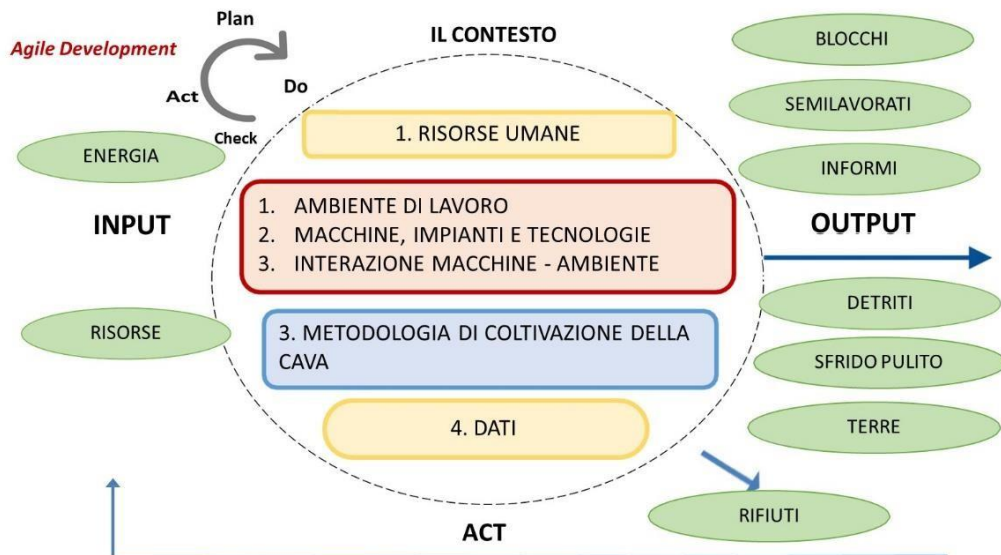 Plan
Agile Development
IL CONTESTO
BLOCCHI
Do
Act
Check
ENERGIA
1. RISORSE UMANE
SEMILAVORATI
INFORMI
INPUT
1. AMBIENTE DI LAVORO
2. MACCHINE, IMPIANTI E TECNOLOGIE
3. INTERAZIONE MACCHINE - AMBIENTE
OUTPUT
RISORSE
3. METODOLOGIA DI COLTIVAZIONE DELLA
CAVA
DETRITI
SFRIDO PULITO
4. DATI
TERRE
RIFIUTI
ACT